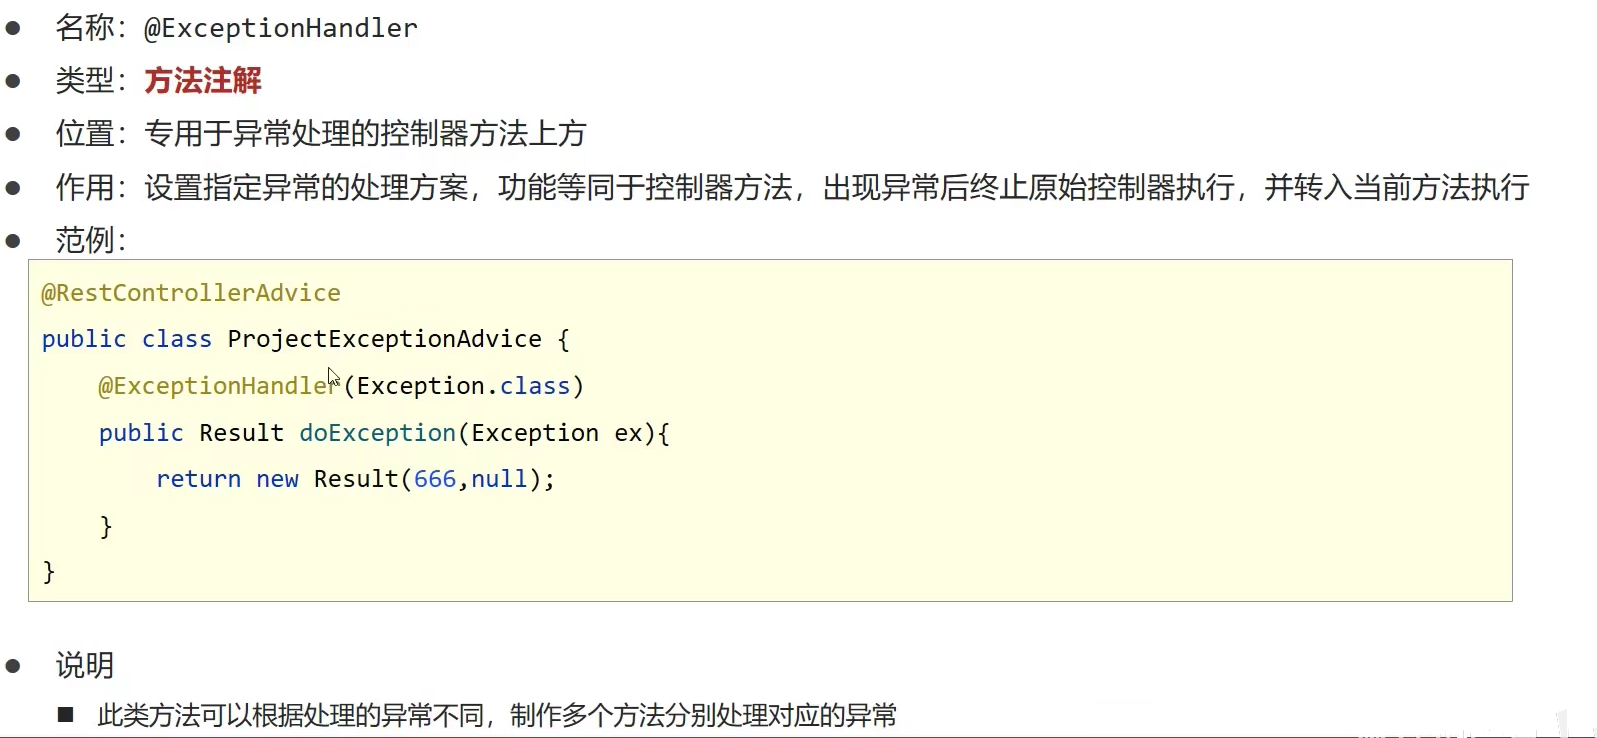 ● 名称：@ExceptionHandler
● 类型：方法注解
● 位置：专用于异常处理的控制器方法上方
● 作用：设置指定异常的处理方案，功能等同于控制器方法，出现异常后终止原始控制器执行，并转入当前方法执行
● 范例：
@RestControllerAdvice
public class ProjectExceptionAdvice {
    @ExceptionHandler(Exception.class)
    public Result doException(Exception ex){
        return new Result(666,null);
    }
}
● 说明
■ 此类方法可以根据处理的异常不同，制作多个方法分别处理对应的异常